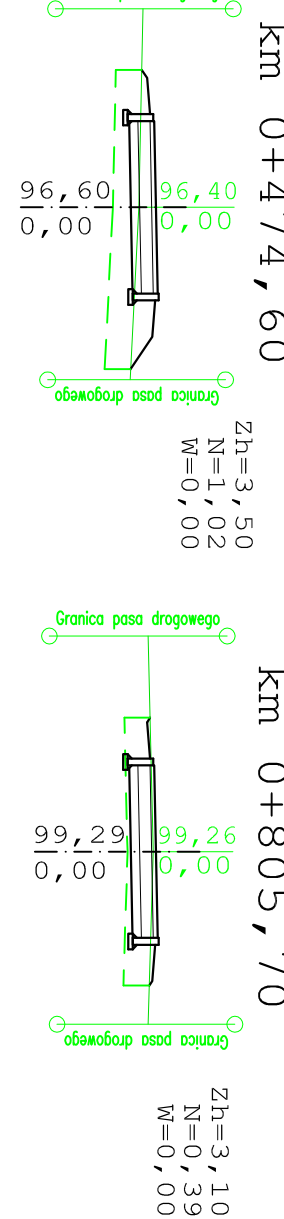 km 0+474,60
96,60
0,00
96,40
0,00
Granica pasa drogowego
Zh=3,50
N=1,02
W=0,00
km 0+805,70
Granica pasa drogowego
99,29
0,00
99,26
0,00
Granica pasa drogowego
Zh=3,10
N=0,39
W=0,00